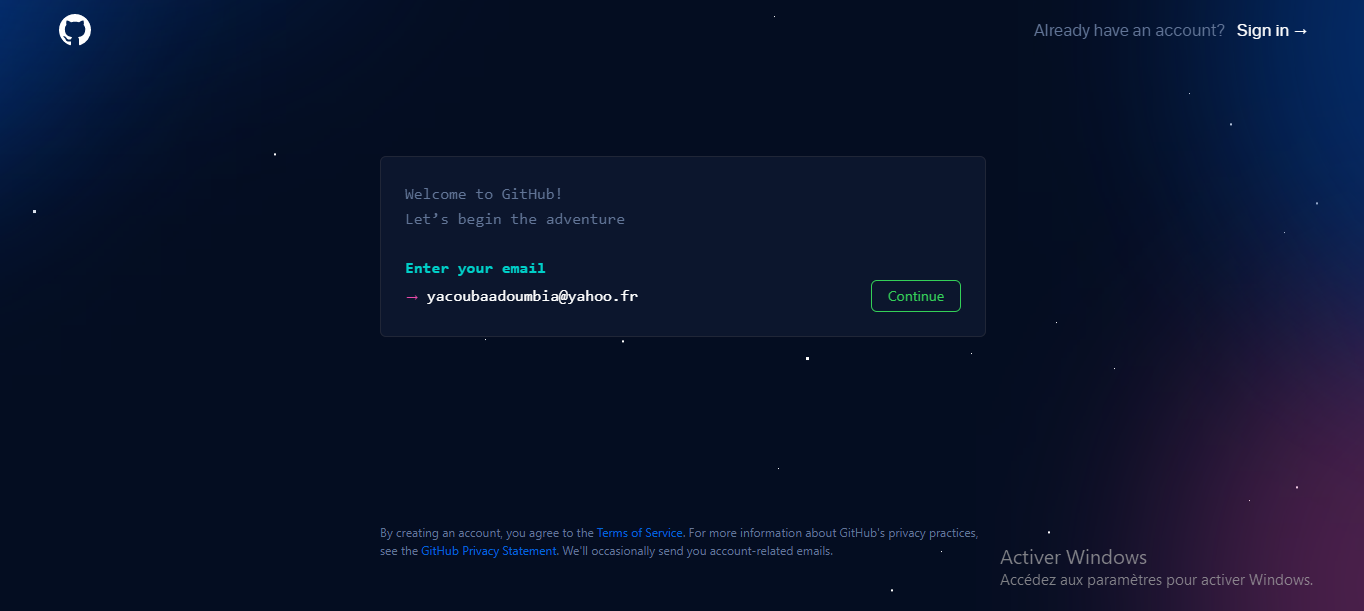 Already have an account? Sign in →
Welcome to GitHub!
Let’s begin the adventure
Enter your email
→ yacoubaadoumbia@yahoo.fr
Continue
By creating an account, you agree to the Terms of Service. For more information about GitHub's privacy practices,
see the GitHub Privacy Statement. We'll occasionally send you account-related emails.
Activer Windows
Accédez aux paramètres pour activer Windows.